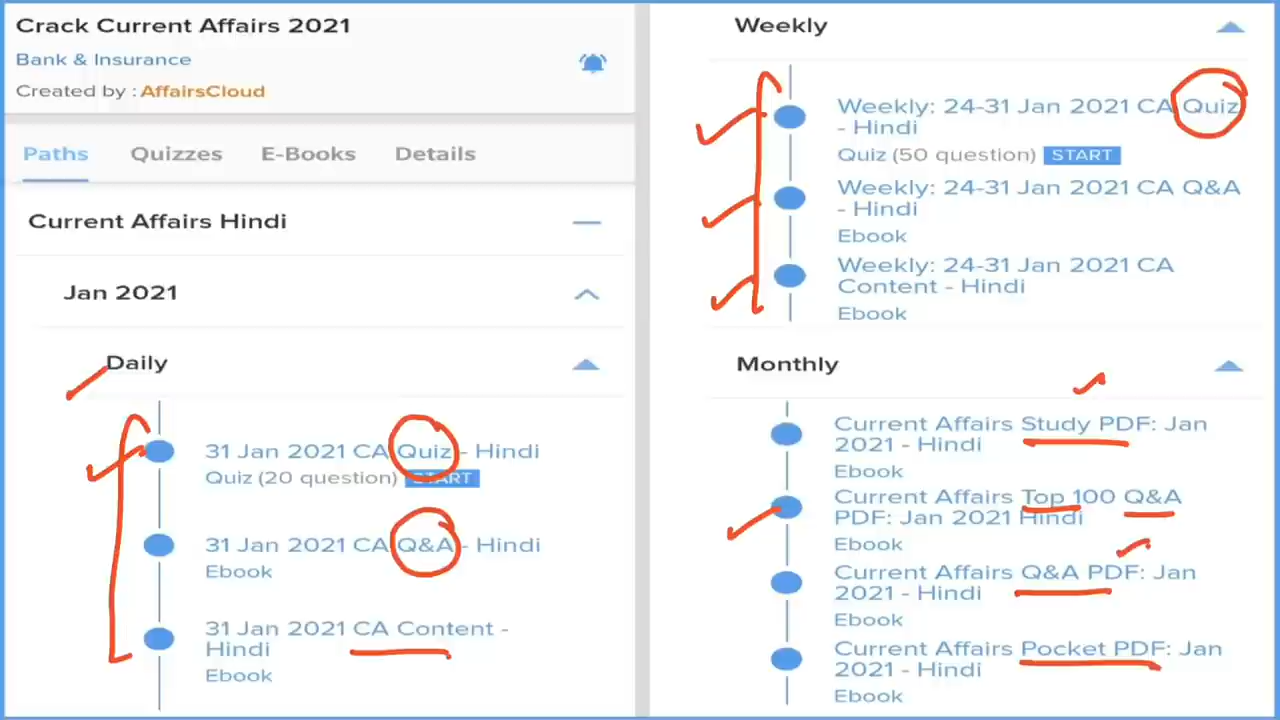 Crack Current Affairs 2021
Bank & Insurance
Created by : AffairsCloud
Paths Quizzes E-Books Details
Current Affairs Hindi
Jan 2021
Daily
31 Jan 2021 CA Quiz - Hindi
Quiz (20 question) START
31 Jan 2021 CA Q&A - Hindi
Ebook
31 Jan 2021 CA Content -
Hindi
Ebook
Weekly
Weekly: 24-31 Jan 2021 CA Quiz
- Hindi
Quiz (50 question) START
Weekly: 24-31 Jan 2021 CA Q&A
- Hindi
Ebook
Weekly: 24-31 Jan 2021 CA
Content - Hindi
Ebook
Monthly
Current Affairs Study PDF: Jan
2021 - Hindi
Ebook
Current Affairs Top 100 Q&A
PDF: Jan 2021 Hindi
Ebook
Current Affairs Q&A PDF: Jan
2021 - Hindi
Ebook
Current Affairs Pocket PDF: Jan
2021 - Hindi
Ebook